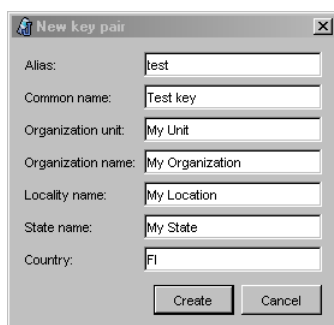 New key pair
Alias: test
Common name: Test key
Organization unit: My Unit
Organization name: My Organization
Locality name: My Location
State name: My State
Country: FI
Create Cancel